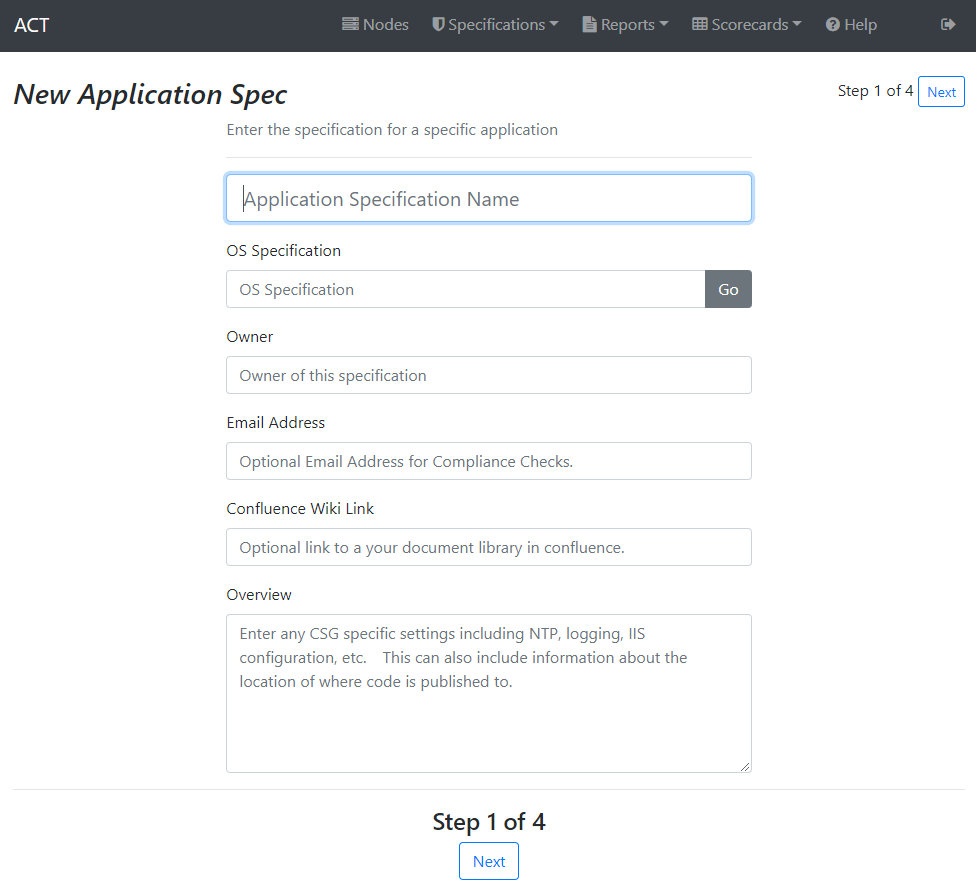 ACT Nodes Specifications Reports Scorecards Help
New Application Spec
Step 1 of 4 Next
Enter the specification for a specific application
Application Specification Name
OS Specification
OS Specification Go
Owner
Owner of this specification
Email Address
Optional Email Address for Compliance Checks.
Confluence Wiki Link
Optional link to a your document library in confluence.
Overview
Enter any CSG specific settings including NTP, logging, IIS
configuration, etc. This can also include information about the
location of where code is published to.
Step 1 of 4
Next